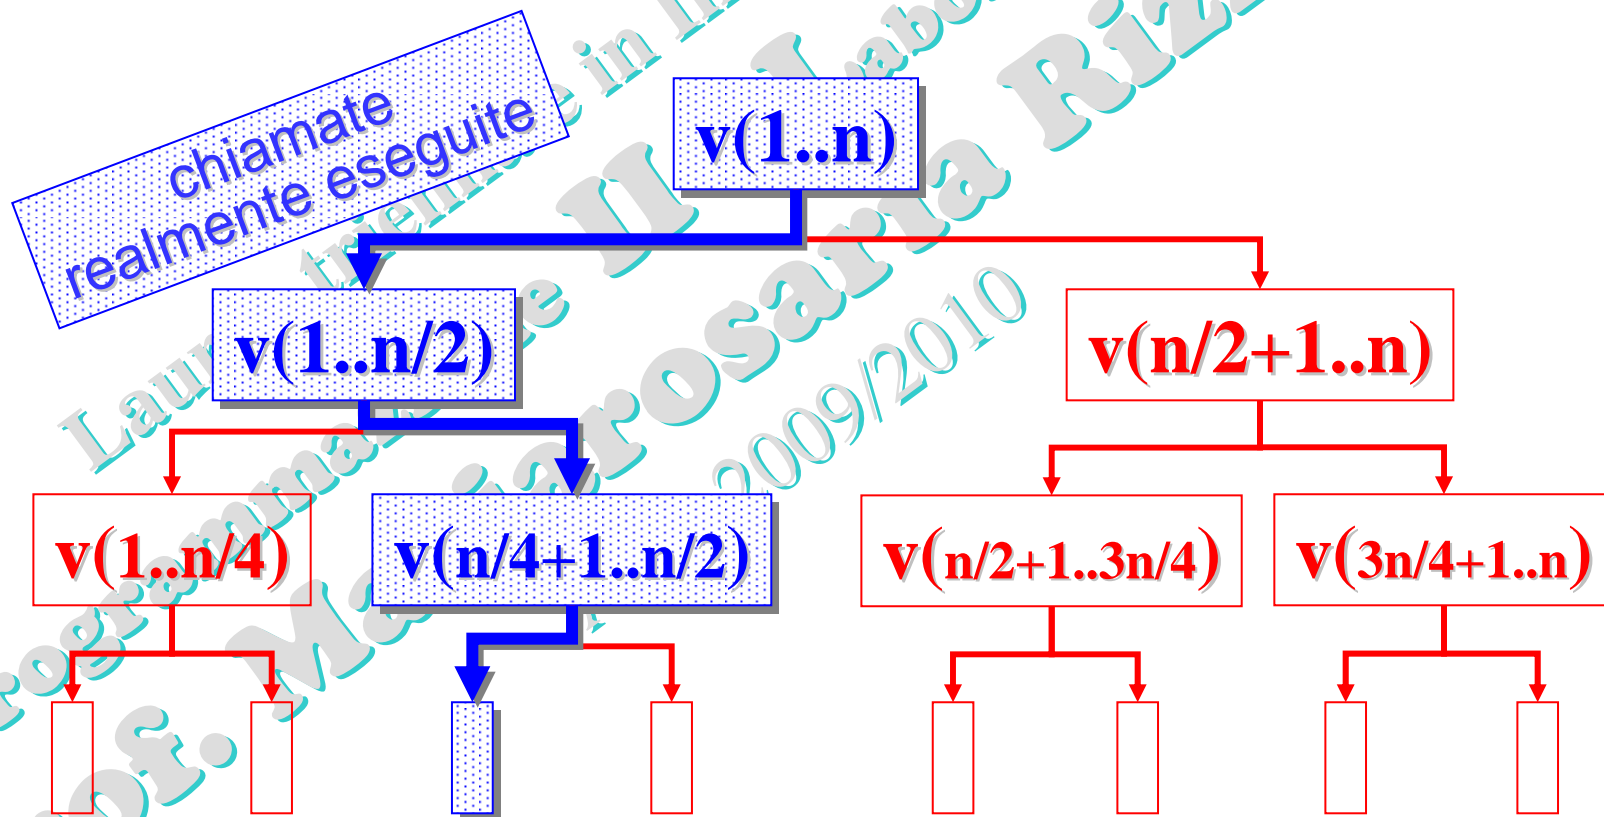 chiamate
realmente eseguite
v(1..n)
v(1..n/2)
v(n/2+1..n)
v(1..n/4)
v(n/4+1..n/2)
v(n/2+1..3n/4)
v(3n/4+1..n)
2009/2010